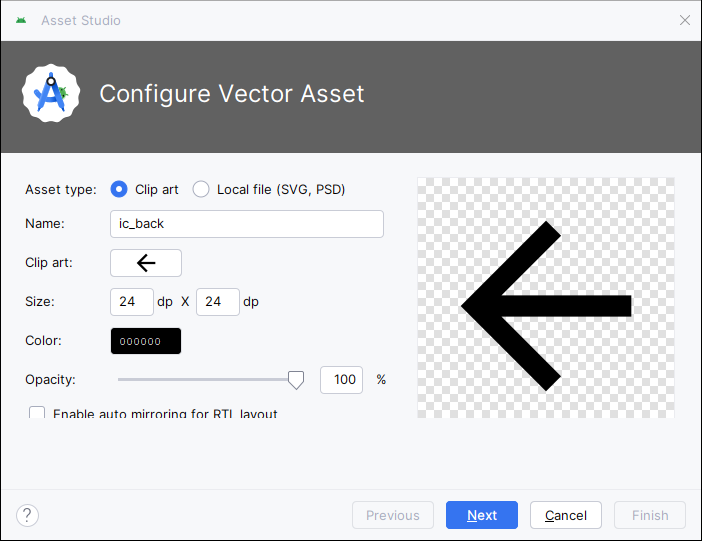 Asset Studio
Configure Vector Asset
Asset type: Clip art Local file (SVG, PSD)
Name: ic_back
Clip art:
Size: 24 dp X 24 dp
Color: 000000
Opacity: 100 %
Enable auto mirroring for RTL layout
? Previous Next Cancel Finish